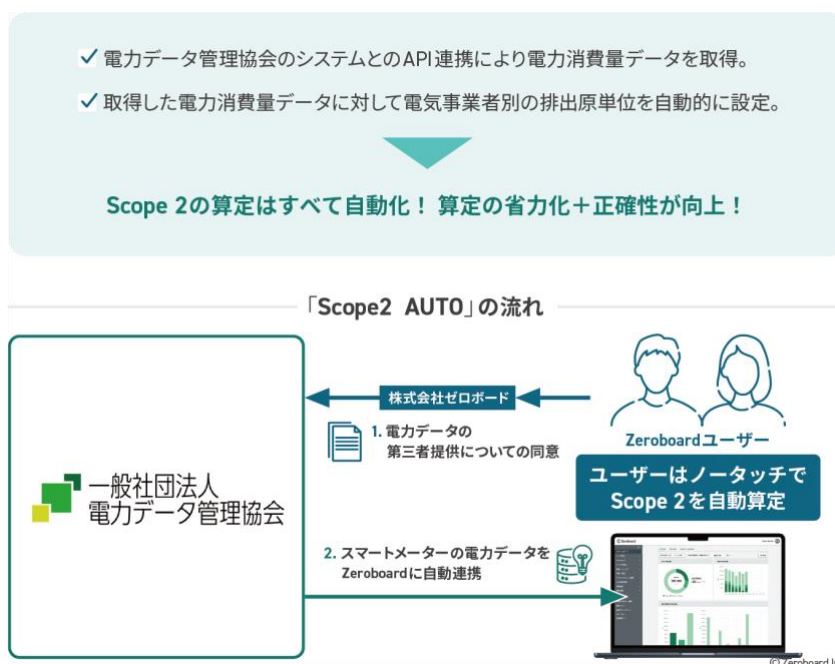 電力データ管理協会のシステムとのAPI連携により電力消費量データを取得。
取得した電力消費量データに対して電気事業者別の排出原単位を自動的に設定。
Scope 2の算定はすべて自動化！ 算定の省力化＋正確性が向上！
「Scope2 AUTO」の流れ
株式会社ゼロボード
1. 電力データの
第三者提供についての同意
Zeroboardユーザー
ユーザーはノータッチで
Scope 2を自動算定
一般社団法人
電力データ管理協会
2. スマートメーターの電力データを
Zeroboardに自動連携
Zeroboard
(C) Zeroboard